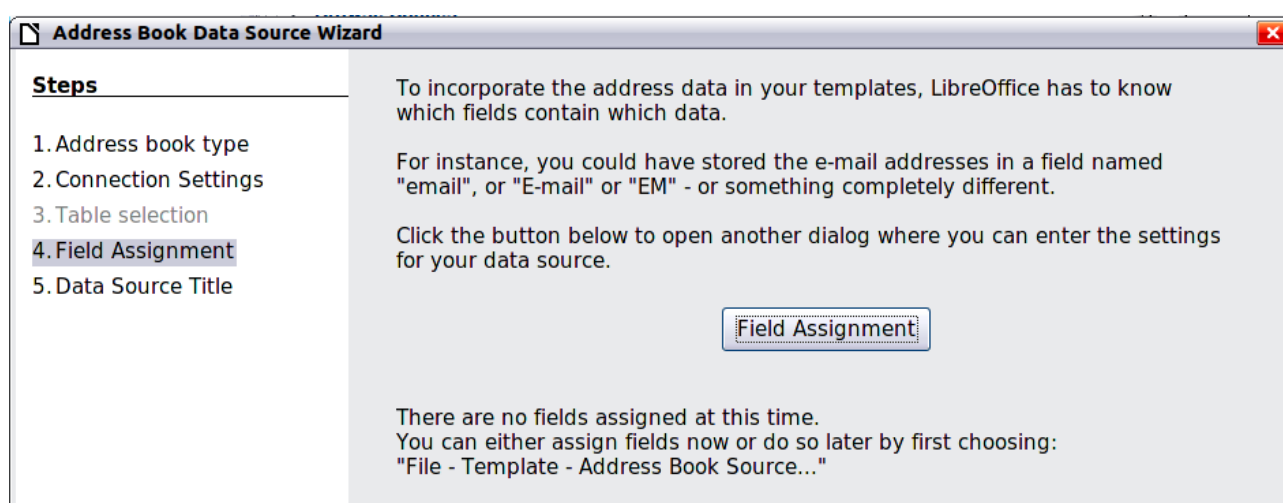 Address Book Data Source Wizard
Steps
1. Address book type
2. Connection Settings
3. Table selection
4. Field Assignment
5. Data Source Title
To incorporate the address data in your templates, LibreOffice has to know
which fields contain which data.
For instance, you could have stored the e-mail addresses in a field named
"email", or "E-mail" or "EM" - or something completely different.
Click the button below to open another dialog where you can enter the settings
for your data source.
Field Assignment
There are no fields assigned at this time.
You can either assign fields now or do so later by first choosing:
"File - Template - Address Book Source..."